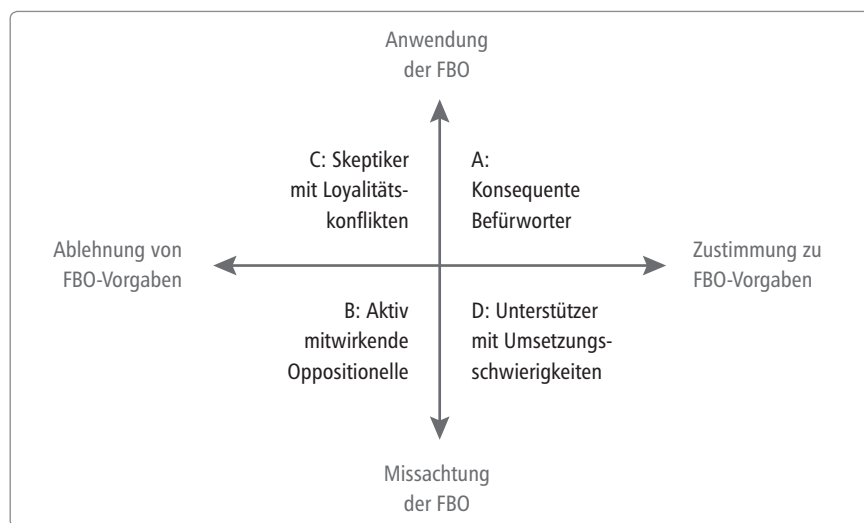 Anwendung
der FBO
C: Skeptiker
mit Loyalitäts-
konflikten
A:
Konsequente
Befürworter
Ablehnung von
FBO-Vorgaben
Zustimmung zu
FBO-Vorgaben
B: Aktiv
mitwirkende
Oppositionelle
D: Unterstützer
mit Umsetzungs-
schwierigkeiten
Missachtung
der FBO